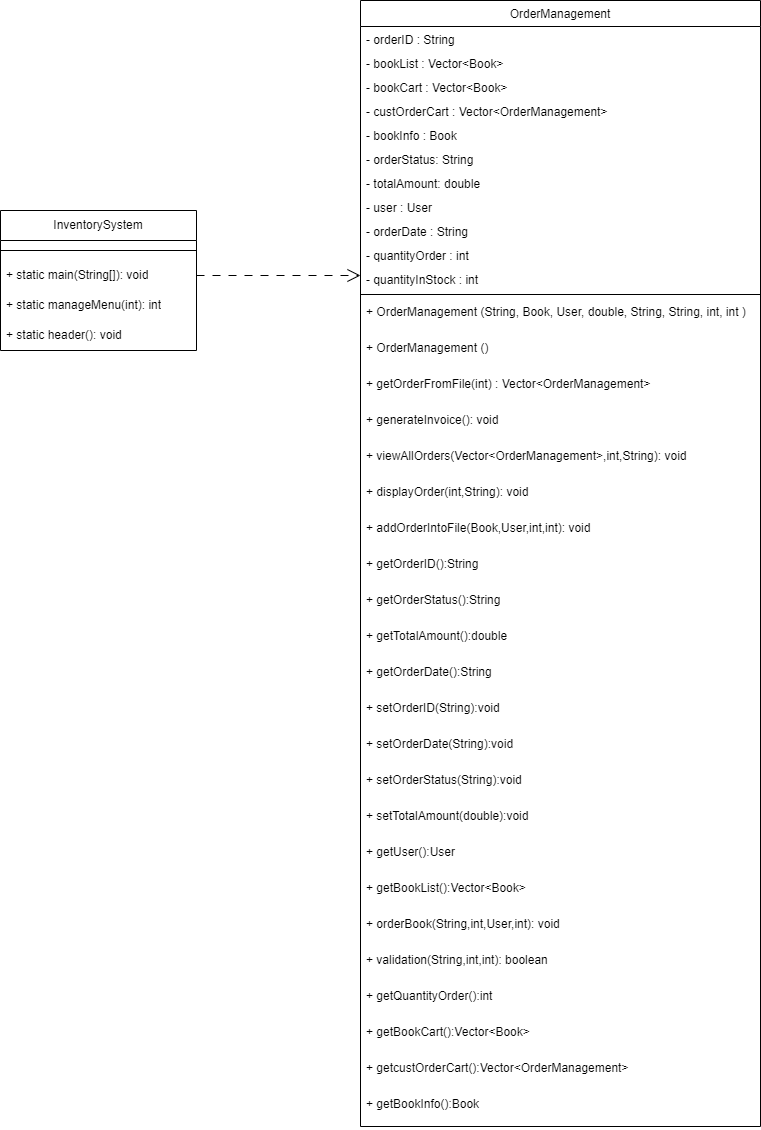 OrderManagement
- orderID : String
- bookList : Vector<Book>
- bookCart : Vector<Book>
- custOrderCart : Vector<OrderManagement>
- bookInfo : Book
- orderStatus: String
- totalAmount: double
- user : User
- orderDate : String
- quantityOrder : int
- quantityInStock : int
+ OrderManagement (String, Book, User, double, String, String, int, int )
+ OrderManagement ()
+ getOrderFromFile(int) : Vector<OrderManagement>
+ generateInvoice(): void
+ viewAllOrders(Vector<OrderManagement>,int,String): void
+ displayOrder(int,String): void
+ addOrderIntoFile(Book,User,int,int): void
+ getOrderID():String
+ getOrderStatus():String
+ getTotalAmount():double
+ getOrderDate():String
+ setOrderID(String):void
+ setOrderDate(String):void
+ setOrderStatus(String):void
+ setTotalAmount(double):void
+ getUser():User
+ getBookList():Vector<Book>
+ orderBook(String,int,User,int): void
+ validation(String,int,int): boolean
+ getQuantityOrder():int
+ getBookCart():Vector<Book>
+ getcustOrderCart():Vector<OrderManagement>
+ getBookInfo():Book
InventorySystem
+ static main(String[]): void
+ static manageMenu(int): int
+ static header(): void